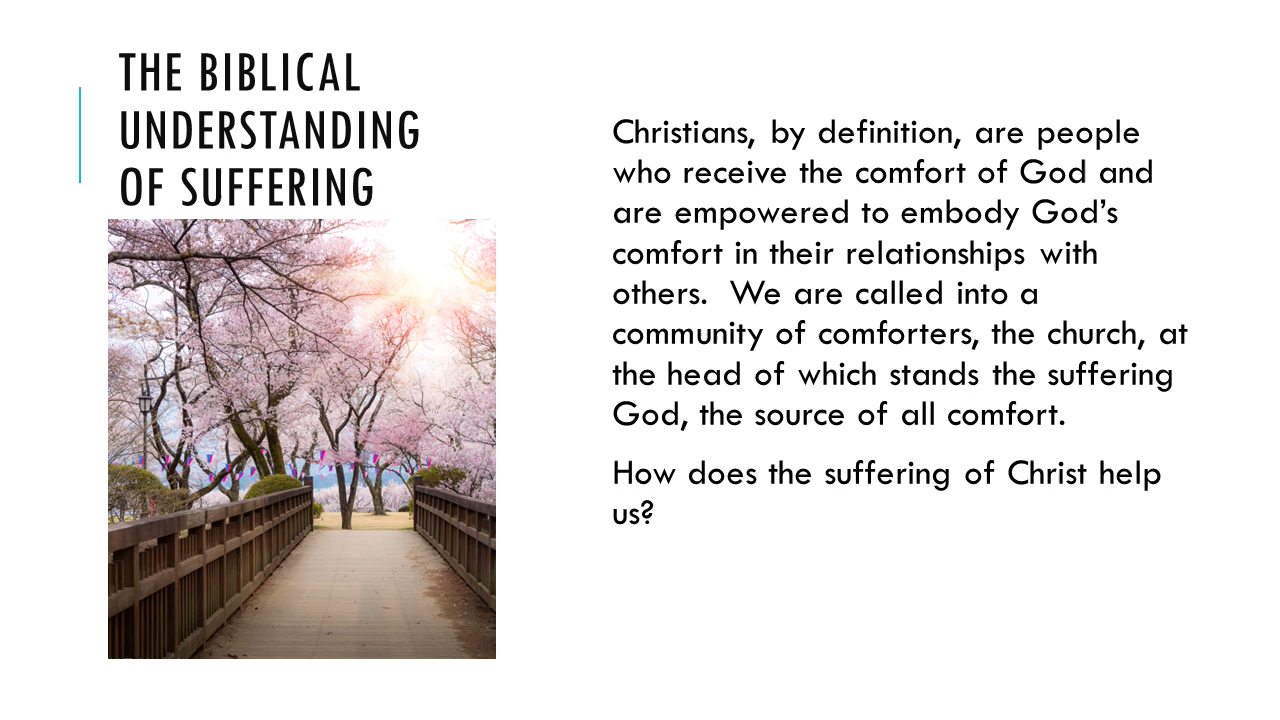 THE BIBLICAL
UNDERSTANDING
OF SUFFERING
Christians, by definition, are people
who receive the comfort of God and
are empowered to embody God’s
comfort in their relationships with
others.  We are called into a
community of comforters, the church, at
the head of which stands the suffering
God, the source of all comfort.
How does the suffering of Christ help
us?